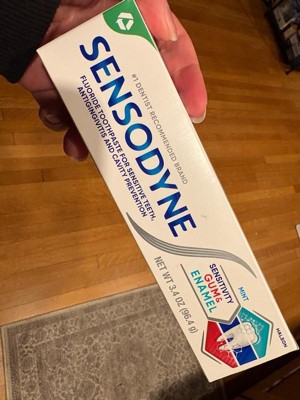 #1 DENTIST RECOMMENDED BRAND
SENSODYNE
FLUORIDE TOOTHPASTE FOR SENSITIVE TEETH,
ANTIGINGIVITIS AND CAVITY PREVENTION
NET WT 3.4 OZ (96.4 g)
SENSITIVITY
GUM &
ENAMEL
MINT
HALEON